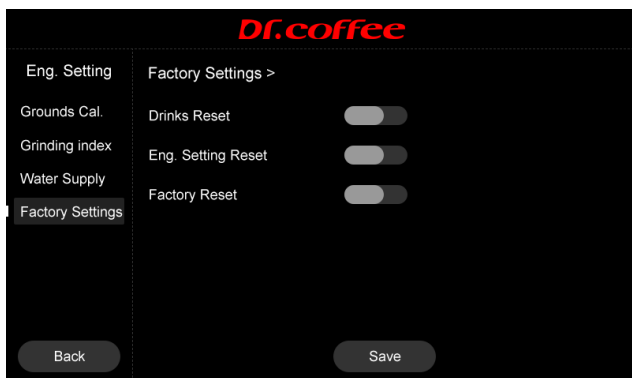 Dr.coffee
Eng. Setting
Grounds Cal.
Grinding index
Water Supply
Factory Settings
Back
Factory Settings >
Drinks Reset
Eng. Setting Reset
Factory Reset
Save